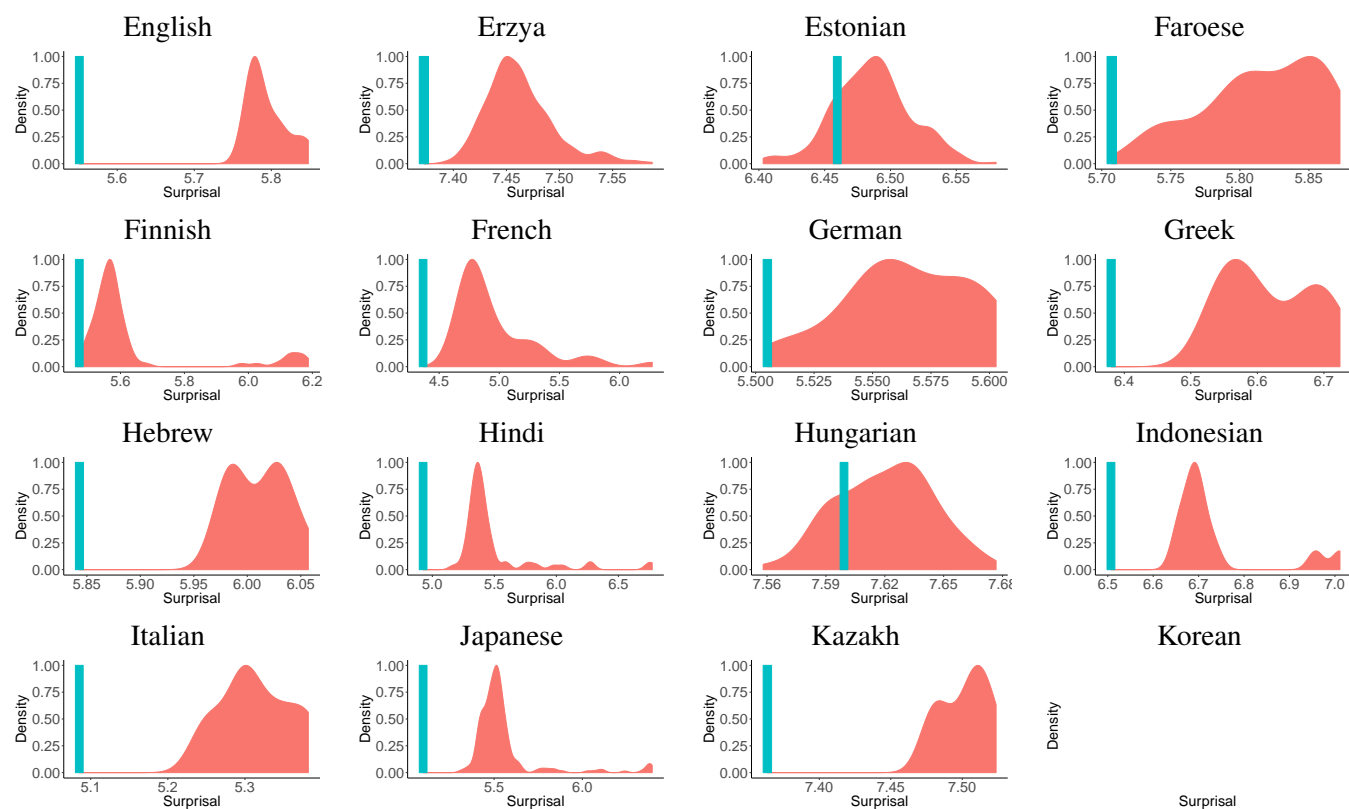 English
Erzya
Estonian
Faroese
1.00
0.75
0.50
0.25
0.00
Density
5.6
5.7
5.8
Surprisal
1.00
0.75
0.50
0.25
0.00
Density
7.40
7.45
7.50
7.55
Surprisal
1.00
0.75
0.50
0.25
0.00
Density
6.40
6.45
6.50
6.55
Surprisal
1.00
0.75
0.50
0.25
0.00
Density
5.70
5.75
5.80
5.85
Surprisal
Finnish
French
German
Greek
1.00
0.75
0.50
0.25
0.00
Density
5.6
5.8
6.0
6.2
Surprisal
1.00
0.75
0.50
0.25
0.00
Density
4.5
5.0
5.5
6.0
Surprisal
1.00
0.75
0.50
0.25
0.00
Density
5.500
5.525
5.550
5.575
5.600
Surprisal
1.00
0.75
0.50
0.25
0.00
Density
6.4
6.5
6.6
6.7
Surprisal
Hebrew
Hindi
Hungarian
Indonesian
1.00
0.75
0.50
0.25
0.00
Density
5.85
5.90
5.95
6.00
6.05
Surprisal
1.00
0.75
0.50
0.25
0.00
Density
5.0
5.5
6.0
6.5
Surprisal
1.00
0.75
0.50
0.25
0.00
Density
7.56
7.59
7.62
7.65
Surprisal
1.00
0.75
0.50
0.25
0.00
Density
6.5
6.6
6.7
6.8
6.9
7.0
Surprisal
Italian
Japanese
Kazakh
Korean
1.00
0.75
0.50
0.25
0.00
Density
5.1
5.2
5.3
Surprisal
1.00
0.75
0.50
0.25
0.00
Density
5.5
6.0
Surprisal
1.00
0.75
0.50
0.25
0.00
Density
7.40
7.45
7.50
Surprisal
Density
Surprisal